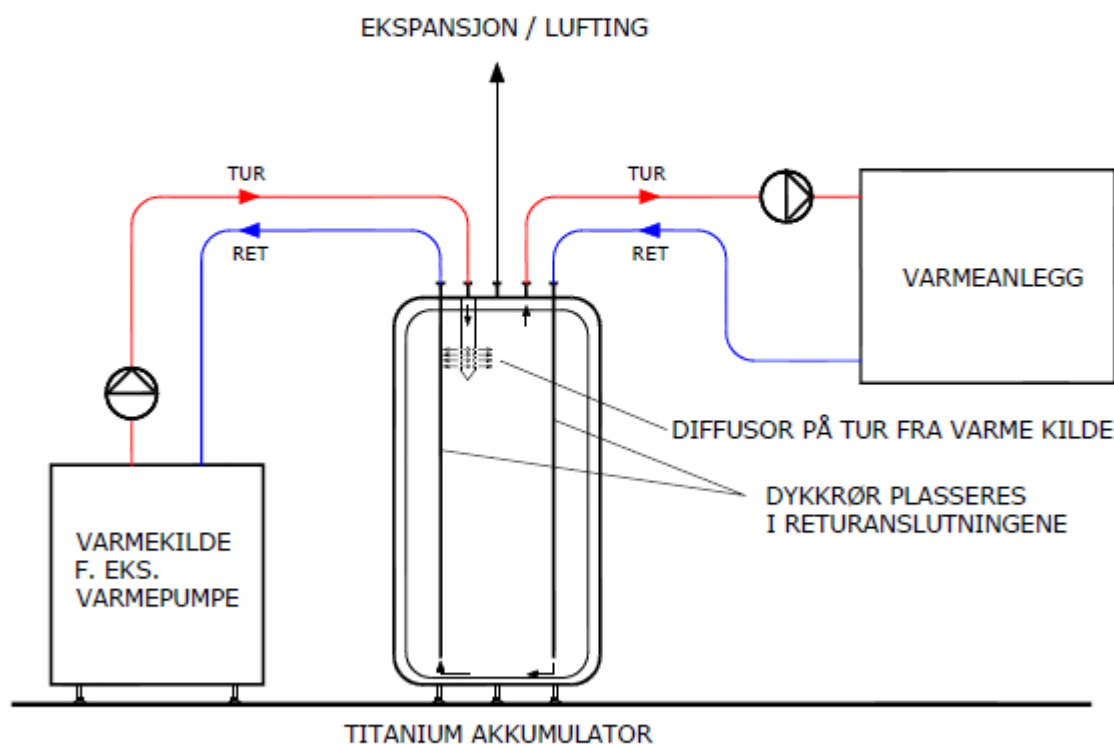 EKSPANSJON / LUFTING
TUR
TUR
RET
RET
VARMEANLEGG
DIFFUSOR PÅ TUR FRA VARME KILDE
DYKKRØR PLASSERES
I RETURANSLUTNINGENE
VARMEKILDE
F. EKS.
VARMEPUMPE
TITANIUM AKKUMULATOR